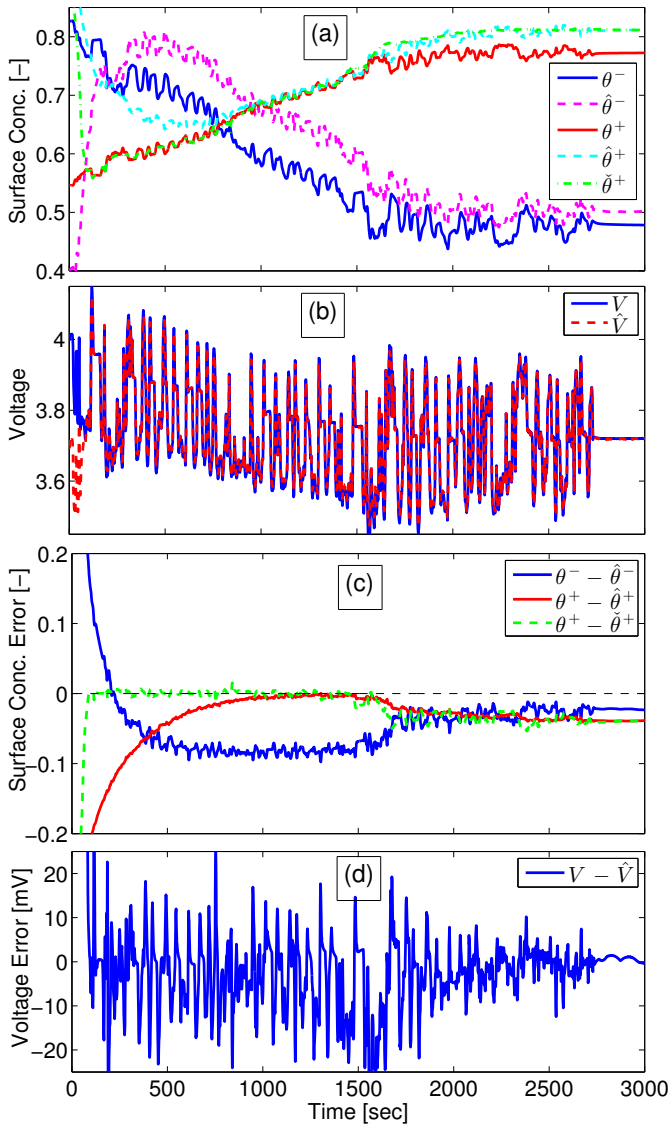 (a)
Surface Conc. [–]
0.8
0.7
0.6
0.5
0.4
θ⁻
θ̂⁻
θ⁺
θ̂⁺
θ̌⁺
(b)
Voltage
4
3.8
3.6
V
V̂
(c)
Surface Conc. Error [–]
0.2
0.1
0
−0.1
−0.2
θ⁻ − θ̂⁻
θ⁺ − θ̂⁺
θ⁺ − θ̌⁺
(d)
Voltage Error [mV]
20
10
0
−10
−20
V − V̂
0 500 1000 1500 2000 2500 3000
Time [sec]